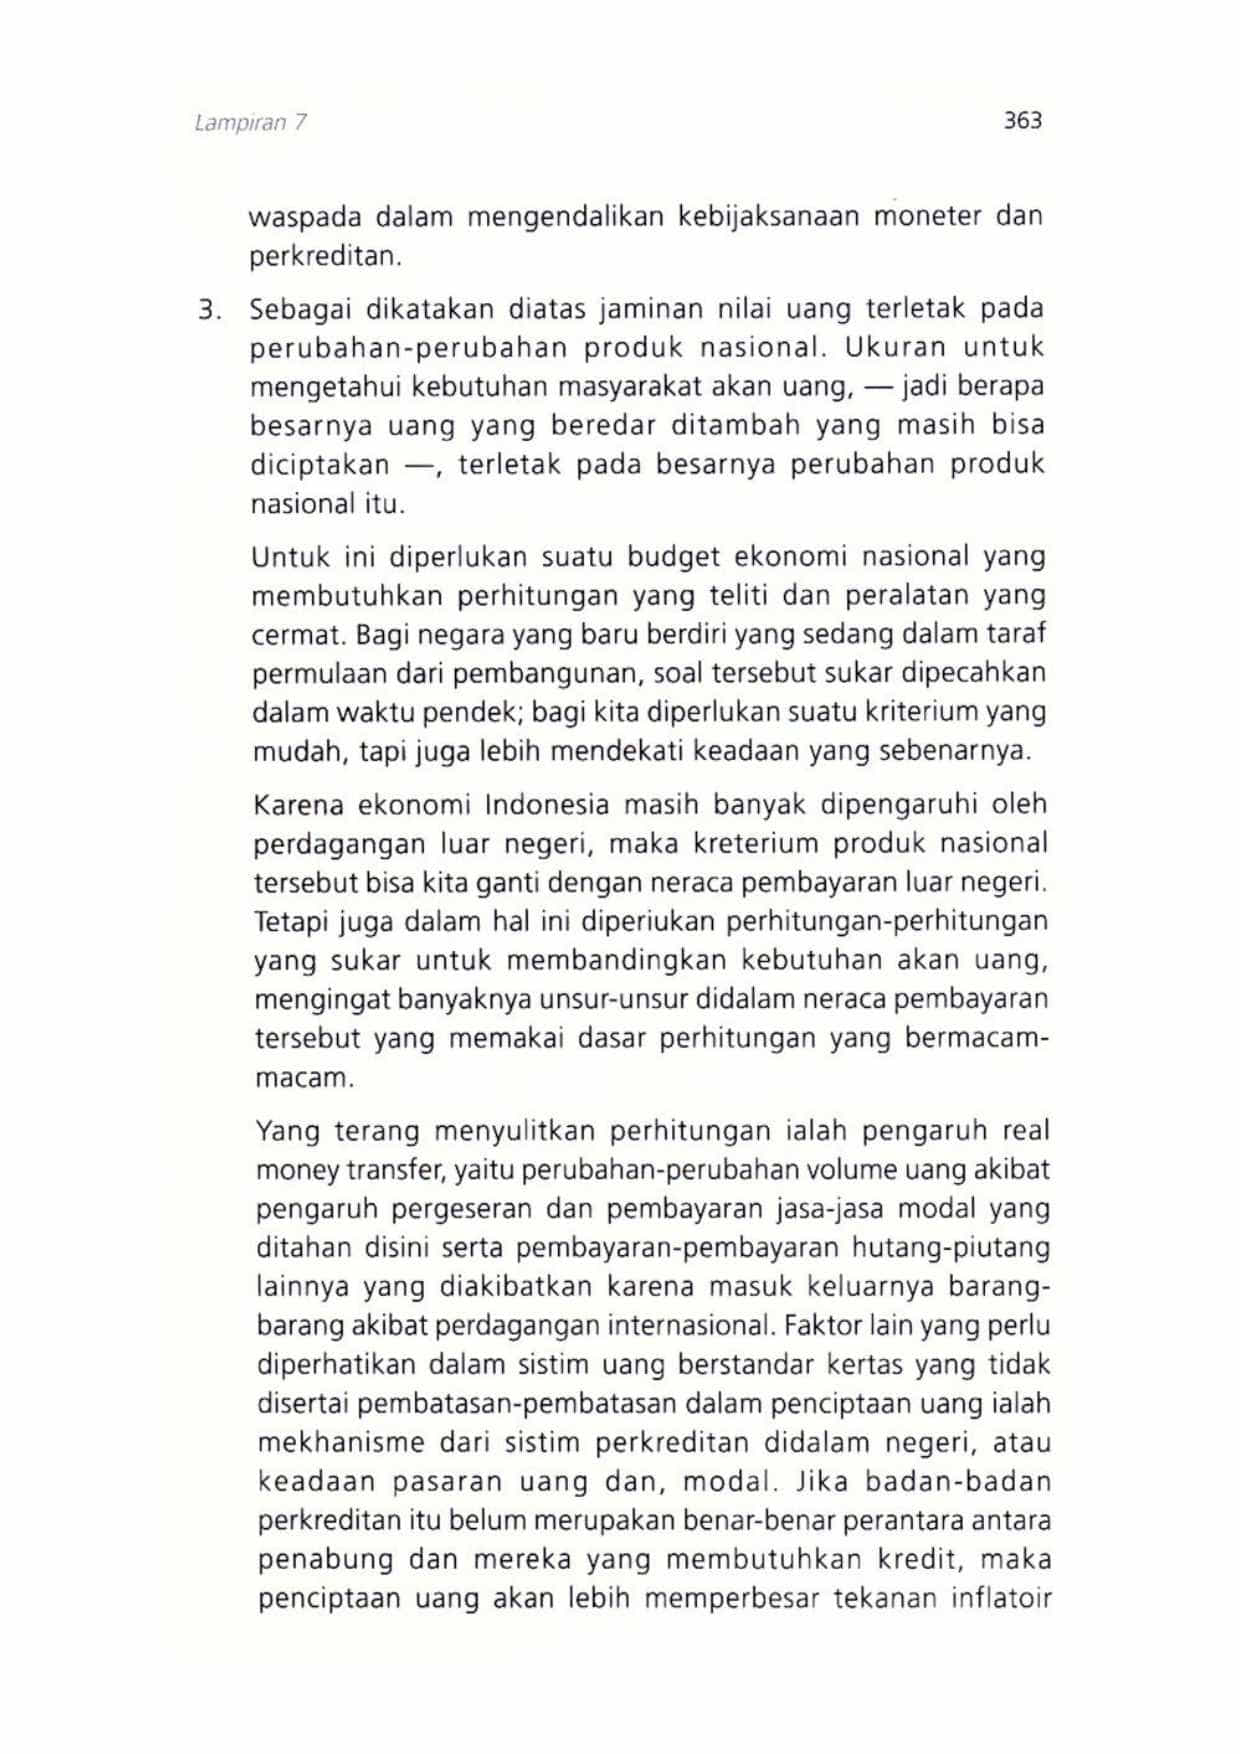 Lampiran 7
363
waspada dalam mengendalikan kebijaksanaan moneter dan
perkreditan.
3. Sebagai dikatakan diatas jaminan nilai uang terletak pada
perubahan-perubahan produk nasional. Ukuran untuk
mengetahui kebutuhan masyarakat akan uang, — jadi berapa
besarnya uang yang beredar ditambah yang masih bisa
diciptakan —, terletak pada besarnya perubahan produk
nasional itu.
Untuk ini diperlukan suatu budget ekonomi nasional yang
membutuhkan perhitungan yang teliti dan peralatan yang
cermat. Bagi negara yang baru berdiri yang sedang dalam taraf
permulaan dari pembangunan, soal tersebut sukar dipecahkan
dalam waktu pendek; bagi kita diperlukan suatu kriterium yang
mudah, tapi juga lebih mendekati keadaan yang sebenarnya.
Karena ekonomi Indonesia masih banyak dipengaruhi oleh
perdagangan luar negeri, maka kreterium produk nasional
tersebut bisa kita ganti dengan neraca pembayaran luar negeri.
Tetapi juga dalam hal ini diperiukan perhitungan-perhitungan
yang sukar untuk membandingkan kebutuhan akan uang,
mengingat banyaknya unsur-unsur didalam neraca pembayaran
tersebut yang memakai dasar perhitungan yang bermacam-
macam.
Yang terang menyulitkan perhitungan ialah pengaruh real
money transfer, yaitu perubahan-perubahan volume uang akibat
pengaruh pergeseran dan pembayaran jasa-jasa modal yang
ditahan disini serta pembayaran-pembayaran hutang-piutang
lainnya yang diakibatkan karena masuk keluarnya barang-
barang akibat perdagangan internasional. Faktor lain yang perlu
diperhatikan dalam sistim uang berstandar kertas yang tidak
disertai pembatasan-pembatasan dalam penciptaan uang ialah
mekhanisme dari sistim perkreditan didalam negeri, atau
keadaan pasaran uang dan, modal. Jika badan-badan
perkreditan itu belum merupakan benar-benar perantara antara
penabung dan mereka yang membutuhkan kredit, maka
penciptaan uang akan lebih memperbesar tekanan inflatoir